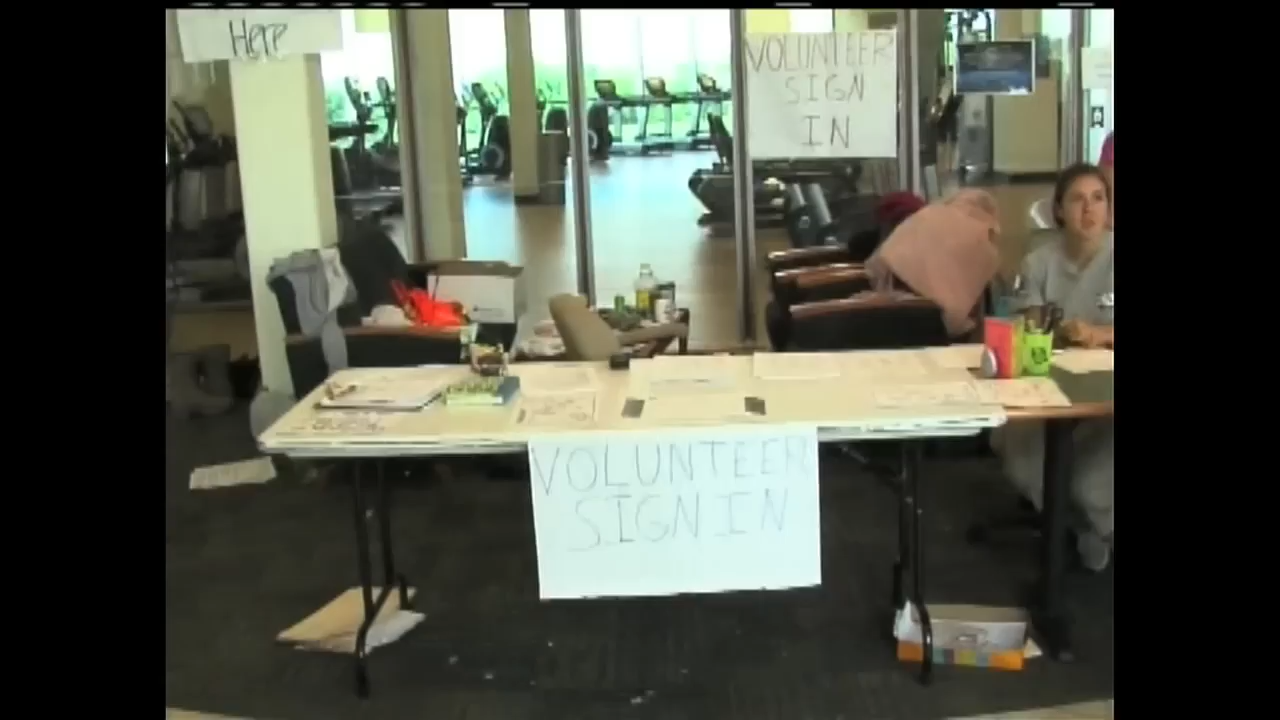 Here
VOLUNTEER
SIGN
IN
VOLUNTEER
SIGN IN